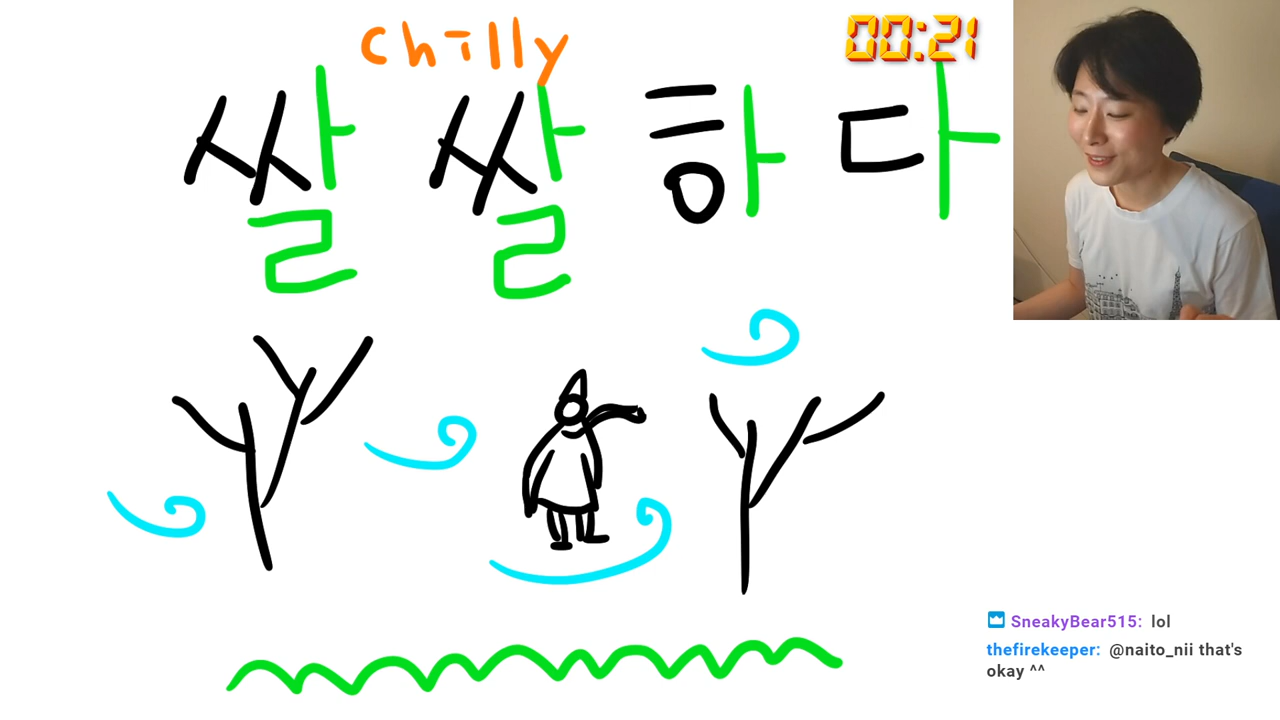 chilly
00:21
쌀쌀하다
SneakyBear515: lol
thefirekeeper: @naito_nii that's
okay ^^